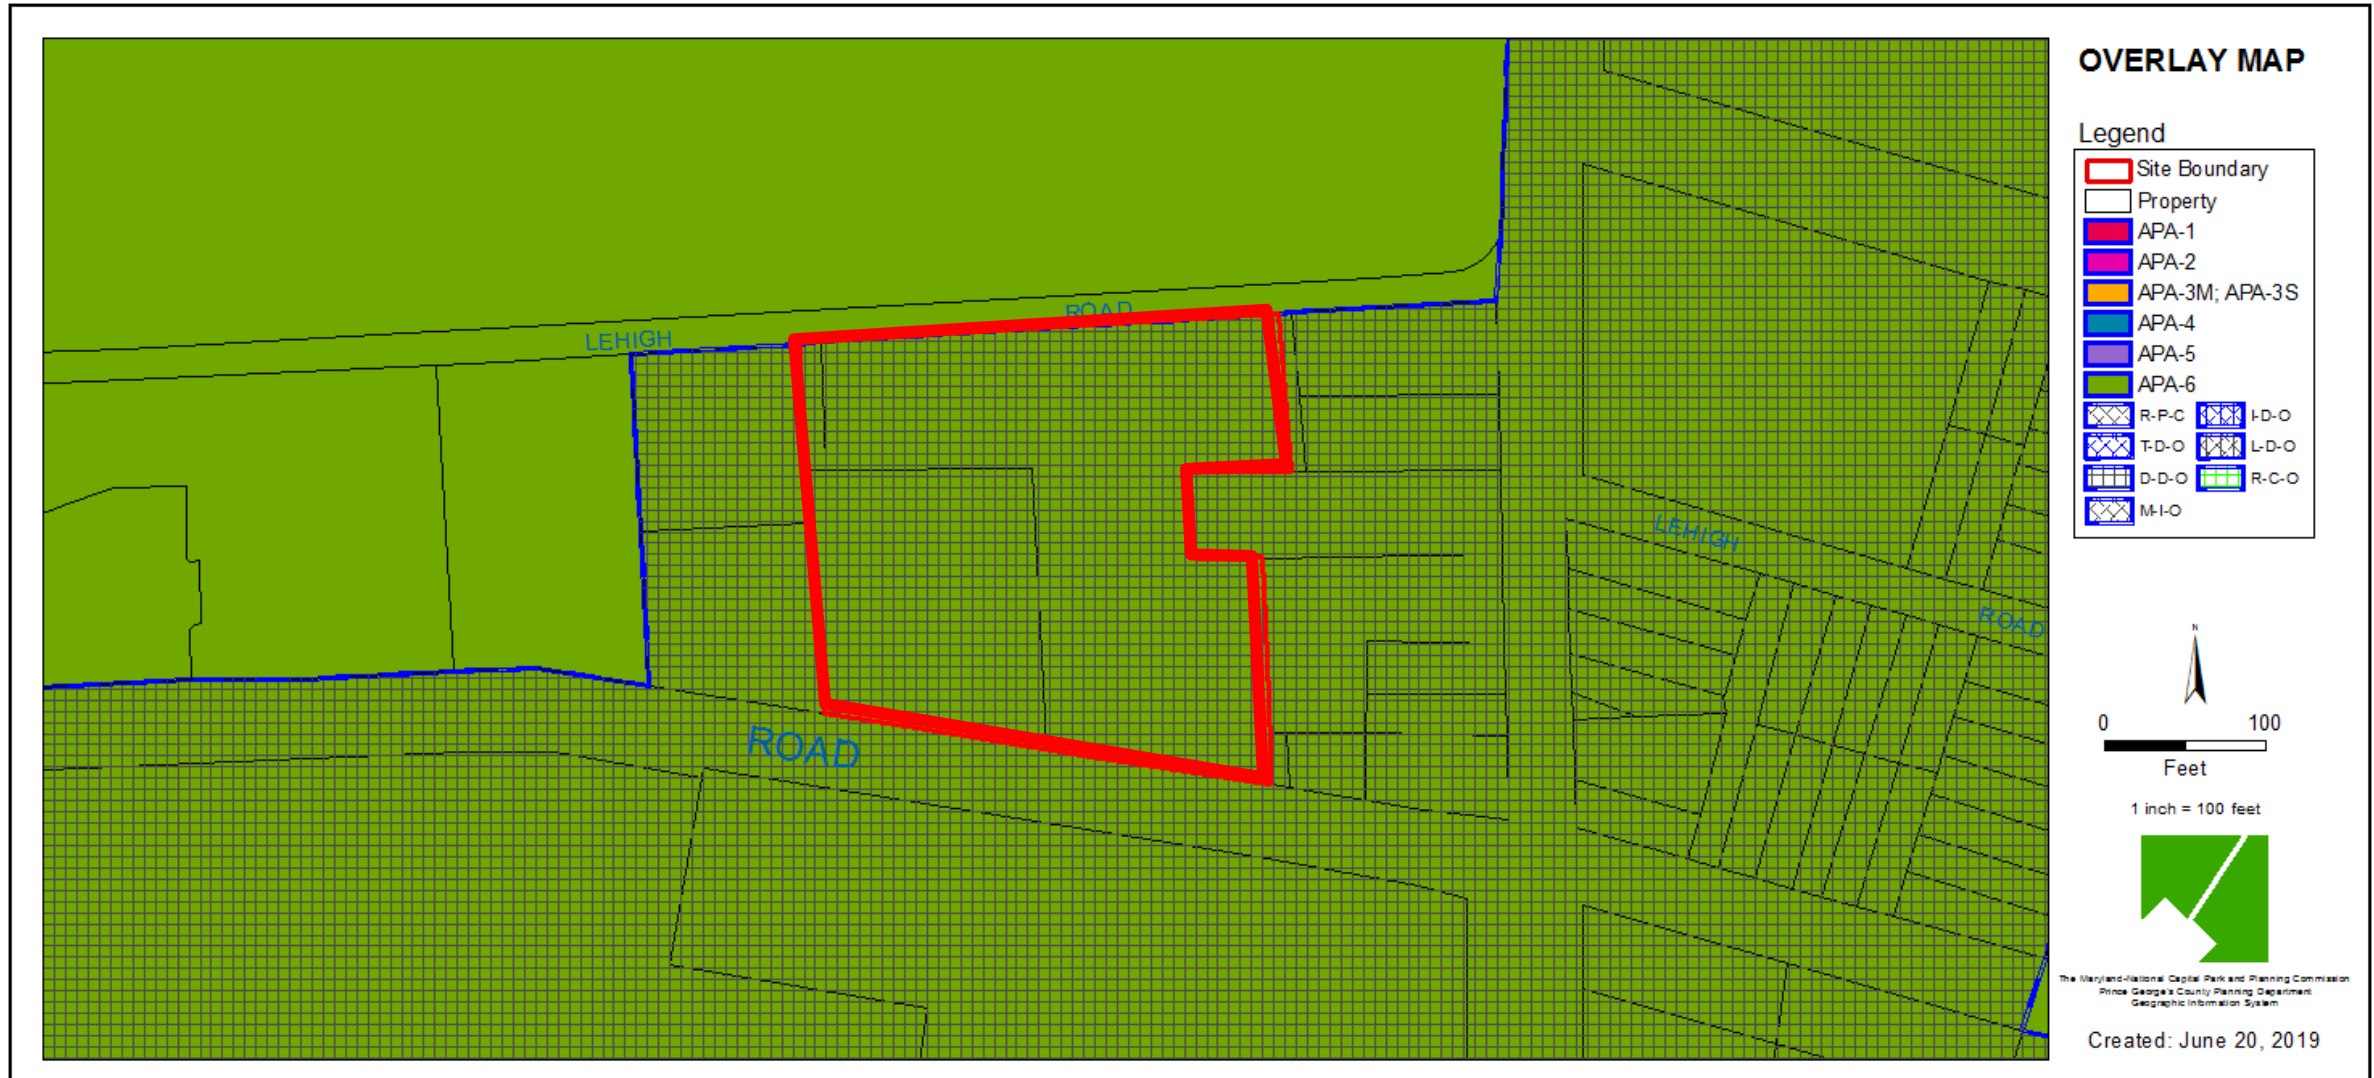 OVERLAY MAP
Legend
Site Boundary
Property
APA-1
APA-2
APA-3M; APA-3S
APA-4
APA-5
APA-6
R-P-C
I-D-O
T-D-O
L-D-O
D-D-O
R-C-O
M-I-O
LEHIGH
ROAD
LEHIGH
ROAD
ROAD
N
0 100
Feet
1 inch = 100 feet
The Maryland-National Capital Park and Planning Commission
Prince George's County Planning Department
Geographic Information System
Created: June 20, 2019